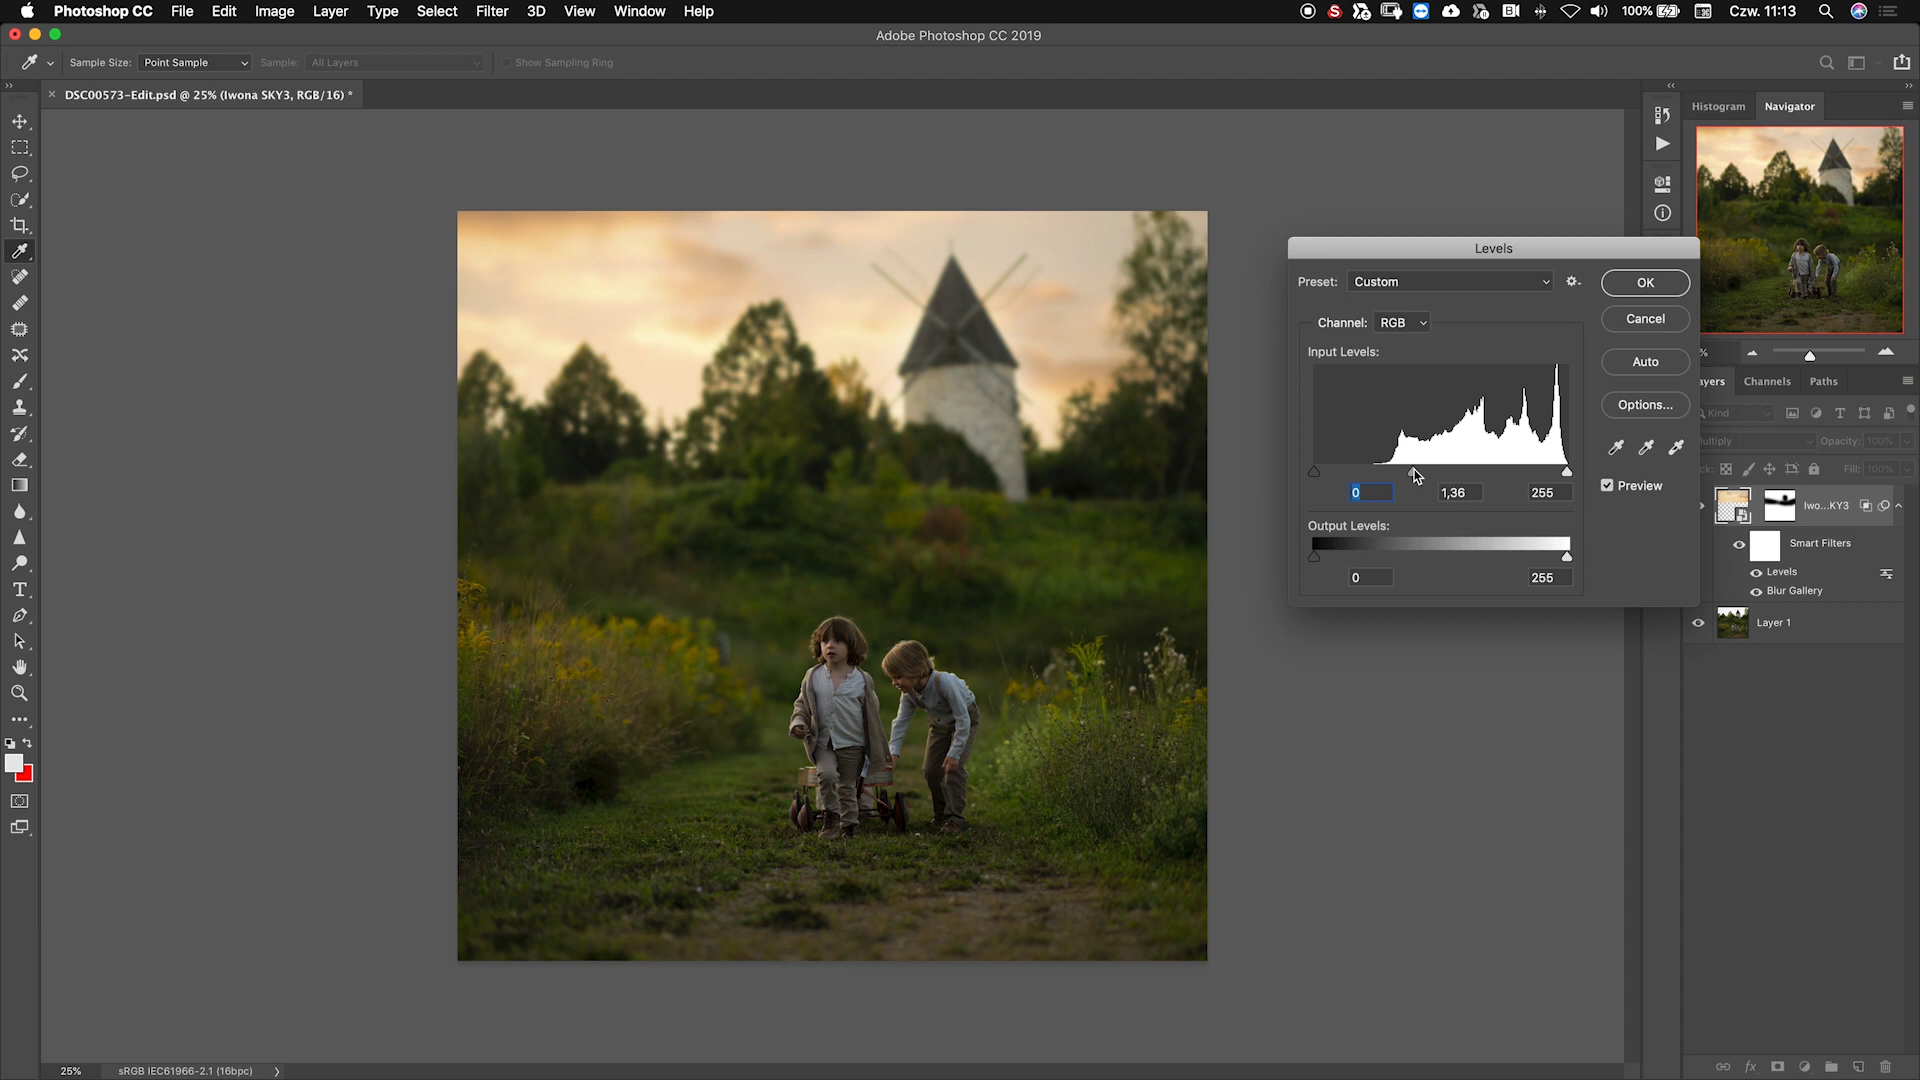 Photoshop CC File Edit Image Layer Type Select Filter 3D View Window Help 100% Czw. 11:13
Adobe Photoshop CC 2019
Sample Size: Point Sample Sample: All Layers Show Sampling Ring
DSC00573-Edit.psd @ 25% (Iwona SKY3, RGB/16) *
Histogram Navigator
Levels
Preset: Custom
OK
Channel: RGB
Cancel
Input Levels:
Auto
Options...
0 1,36 255
Preview
Output Levels:
0 255
%
ayers Channels Paths
Kind
ultiply Opacity: 100%
ck: Fill: 100%
Iwo...KY3
Smart Filters
Levels
Blur Gallery
Layer 1
25% sRGB IEC61966-2.1 (16bpc)
fx